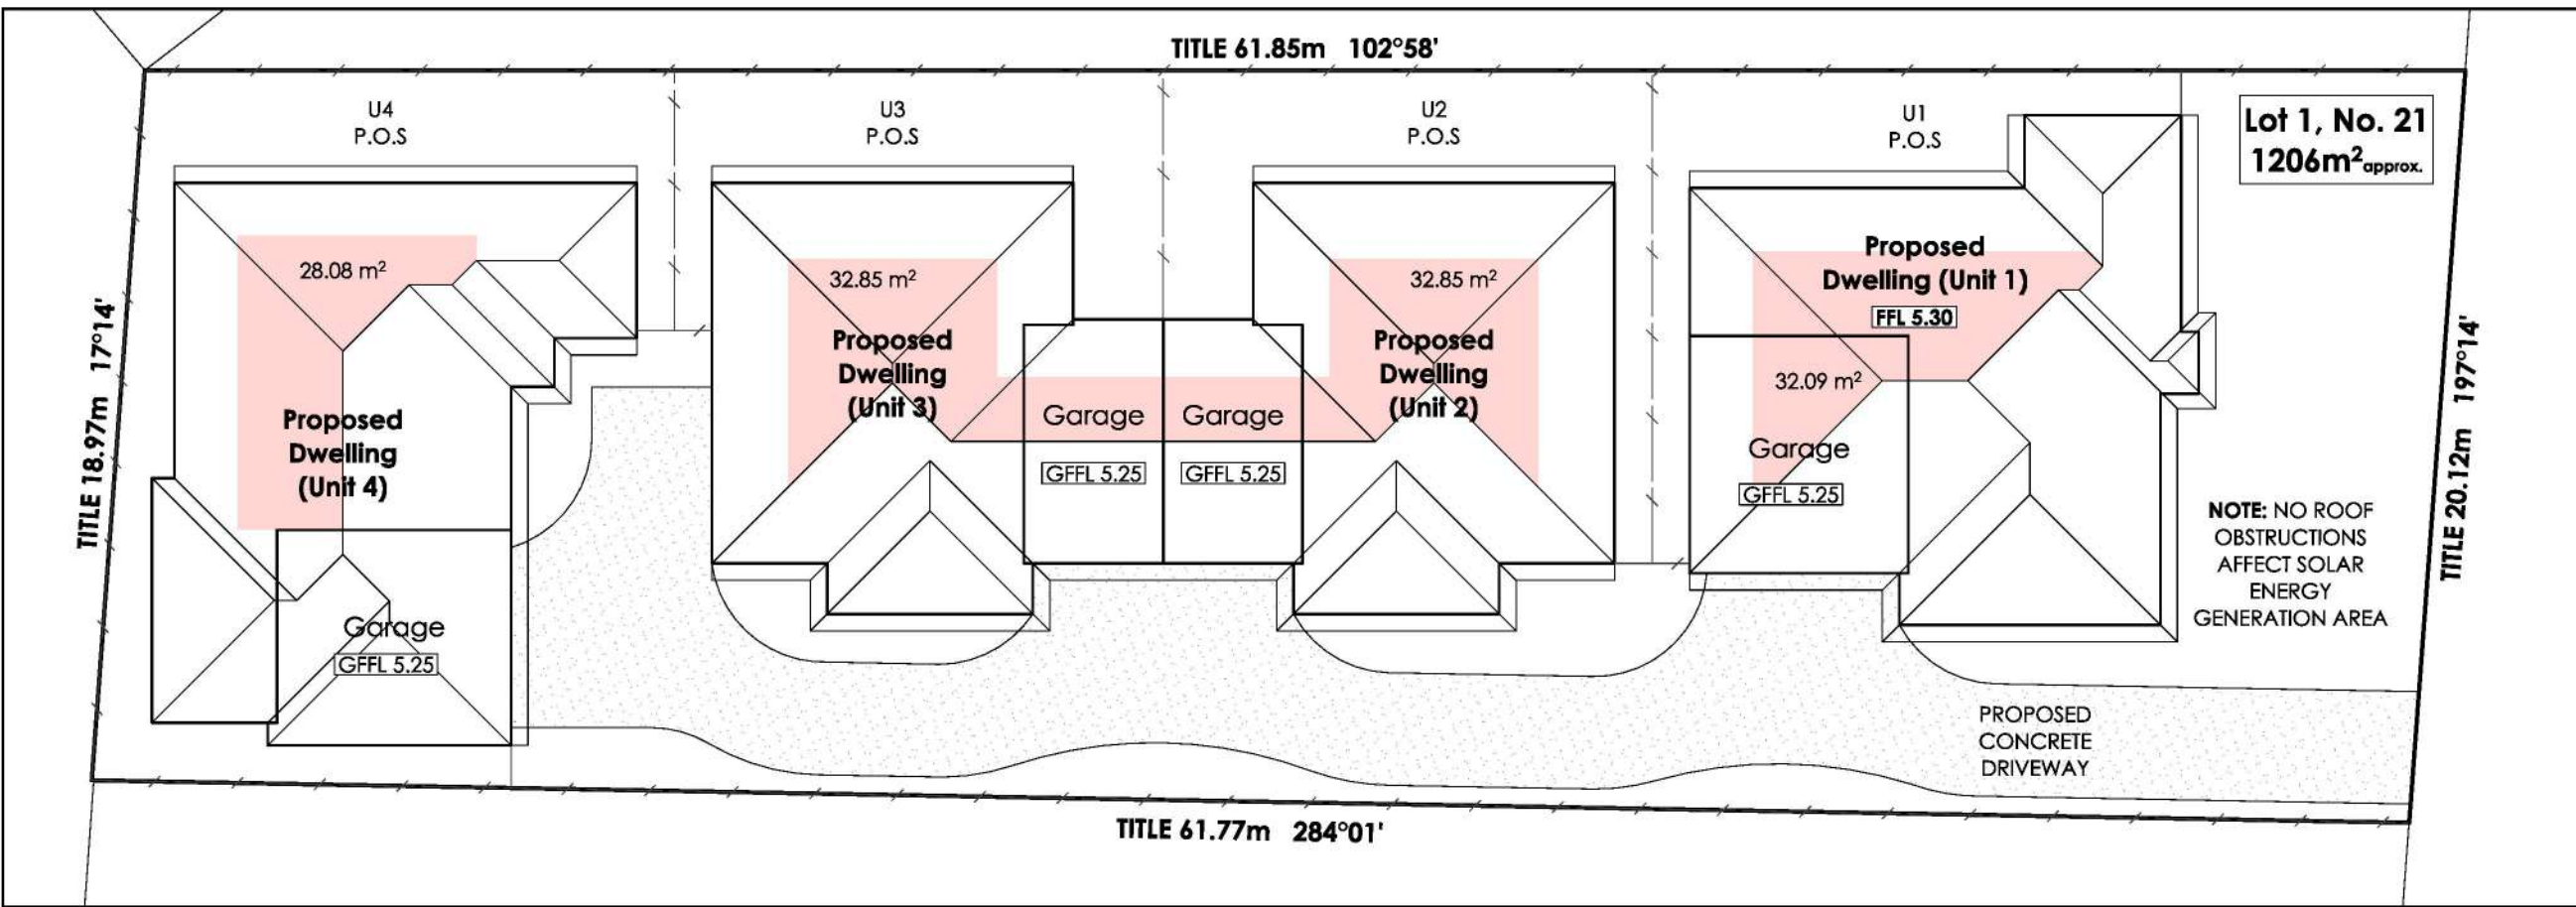 TITLE 61.85m 102°58'
U4
P.O.S
U3
P.O.S
U2
P.O.S
U1
P.O.S
Lot 1, No. 21
1206m² approx.
28.08 m²
32.85 m²
32.85 m²
Proposed
Dwelling (Unit 1)
FFL 5.30
32.09 m²
Proposed
Dwelling
(Unit 4)
Proposed
Dwelling
(Unit 3)
Garage
GFFL 5.25
Garage
GFFL 5.25
Proposed
Dwelling
(Unit 2)
Garage
GFFL 5.25
Garage
GFFL 5.25
TITLE 18.97m 17°14'
TITLE 20.12m 197°14'
NOTE: NO ROOF
OBSTRUCTIONS
AFFECT SOLAR
ENERGY
GENERATION AREA
PROPOSED
CONCRETE
DRIVEWAY
TITLE 61.77m 284°01'